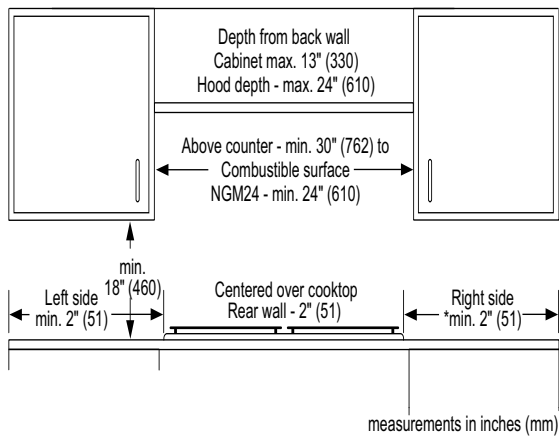 Depth from back wall
Cabinet max. 13" (330)
Hood depth - max. 24" (610)
Above counter - min. 30" (762) to
Combustible surface
NGM24 - min. 24" (610)
min.
18" (460)
Left side
min. 2" (51)
Centered over cooktop
Rear wall - 2" (51)
Right side
*min. 2" (51)
measurements in inches (mm)